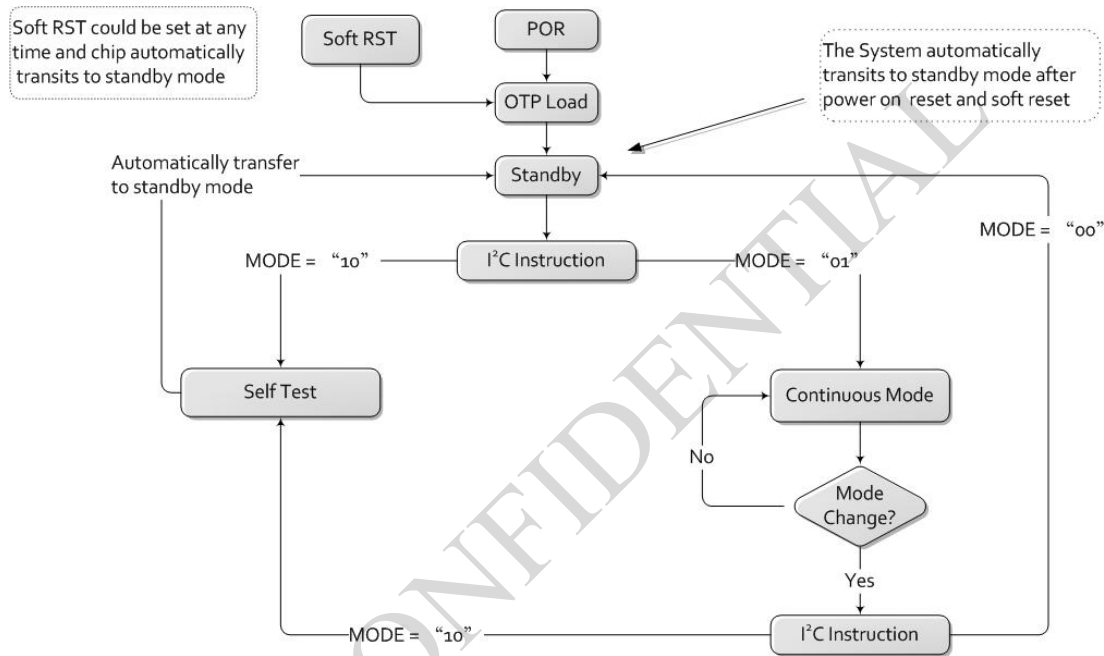 Soft RST could be set at any
time and chip automatically
transits to standby mode
Soft RST
POR
The System automatically
transits to standby mode after
power on reset and soft reset
OTP Load
Automatically transfer
to standby mode
Standby
MODE = “00”
MODE = “10”
I²C Instruction
MODE = “01”
Self Test
Continuous Mode
No
Mode
Change?
Yes
MODE = “10”
I²C Instruction
ONFIDENTIAL